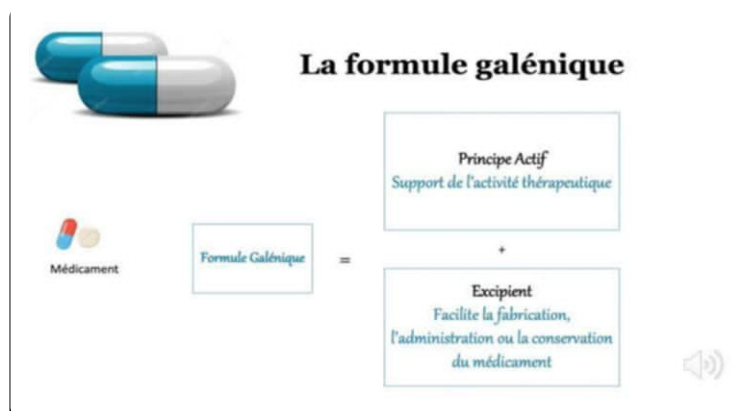 La formule galénique
Principe Actif
Support de l'activité thérapeutique
Médicament
Formule Galénique
=
+
Excipient
Facilite la fabrication,
l'administration ou la conservation
du médicament